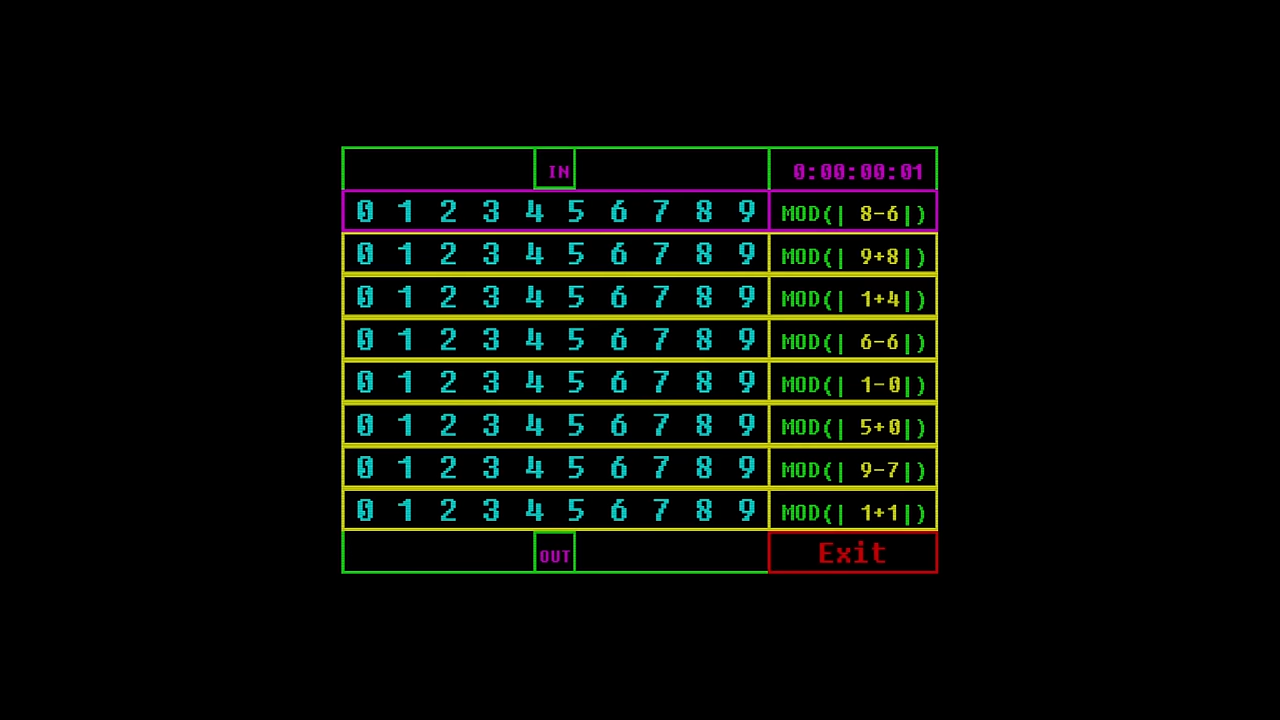 IN 0:00:00:01
0 1 2 3 4 5 6 7 8 9 MOD(| 8-6|)
0 1 2 3 4 5 6 7 8 9 MOD(| 9+8|)
0 1 2 3 4 5 6 7 8 9 MOD(| 1+4|)
0 1 2 3 4 5 6 7 8 9 MOD(| 6-6|)
0 1 2 3 4 5 6 7 8 9 MOD(| 1-0|)
0 1 2 3 4 5 6 7 8 9 MOD(| 5+0|)
0 1 2 3 4 5 6 7 8 9 MOD(| 9-7|)
0 1 2 3 4 5 6 7 8 9 MOD(| 1+1|)
OUT Exit